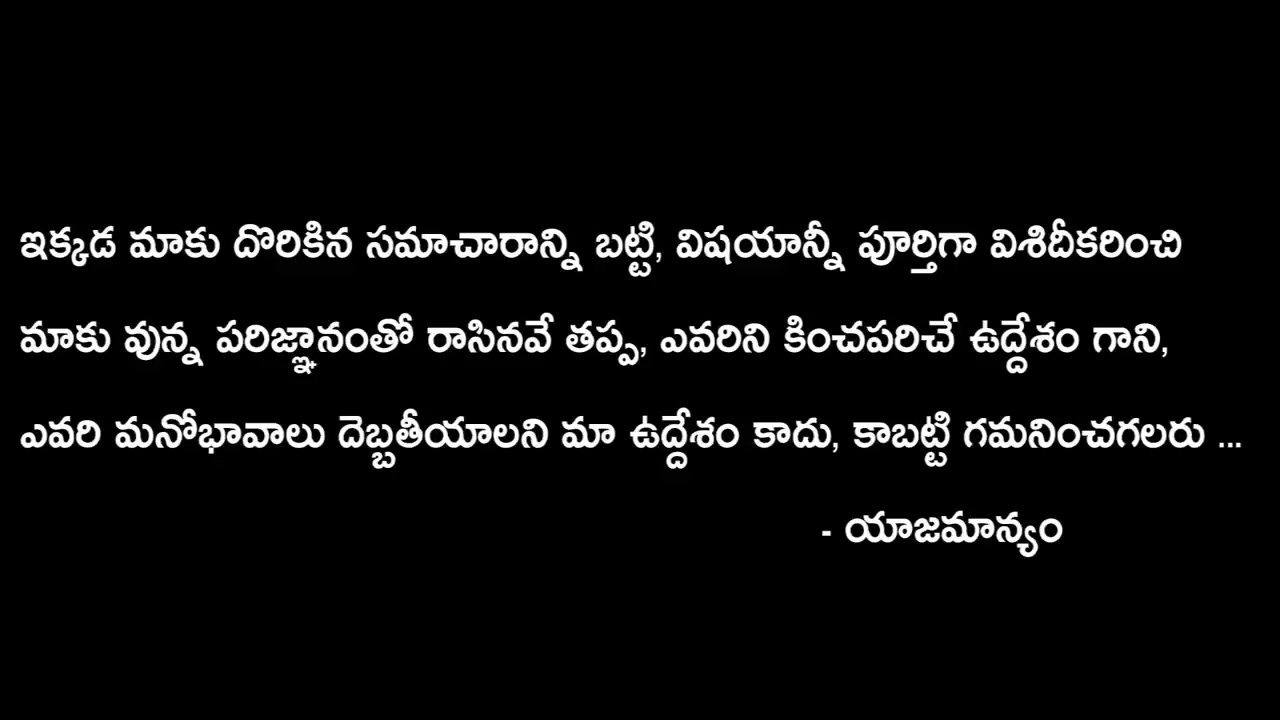 ఇక్కడ మాకు దొరికిన సమాచారాన్ని బట్టి, విషయాన్నీ పూర్తిగా విశిదీకరించి
మాకు వున్న పరిజ్ఞానంతో రాసినవే తప్ప, ఎవరిని కించపరిచే ఉద్దేశం గాని,
ఎవరి మనోభావాలు దెబ్బతీయాలని మా ఉద్దేశం కాదు, కాబట్టి గమనించగలరు ...
- యాజమాన్యం